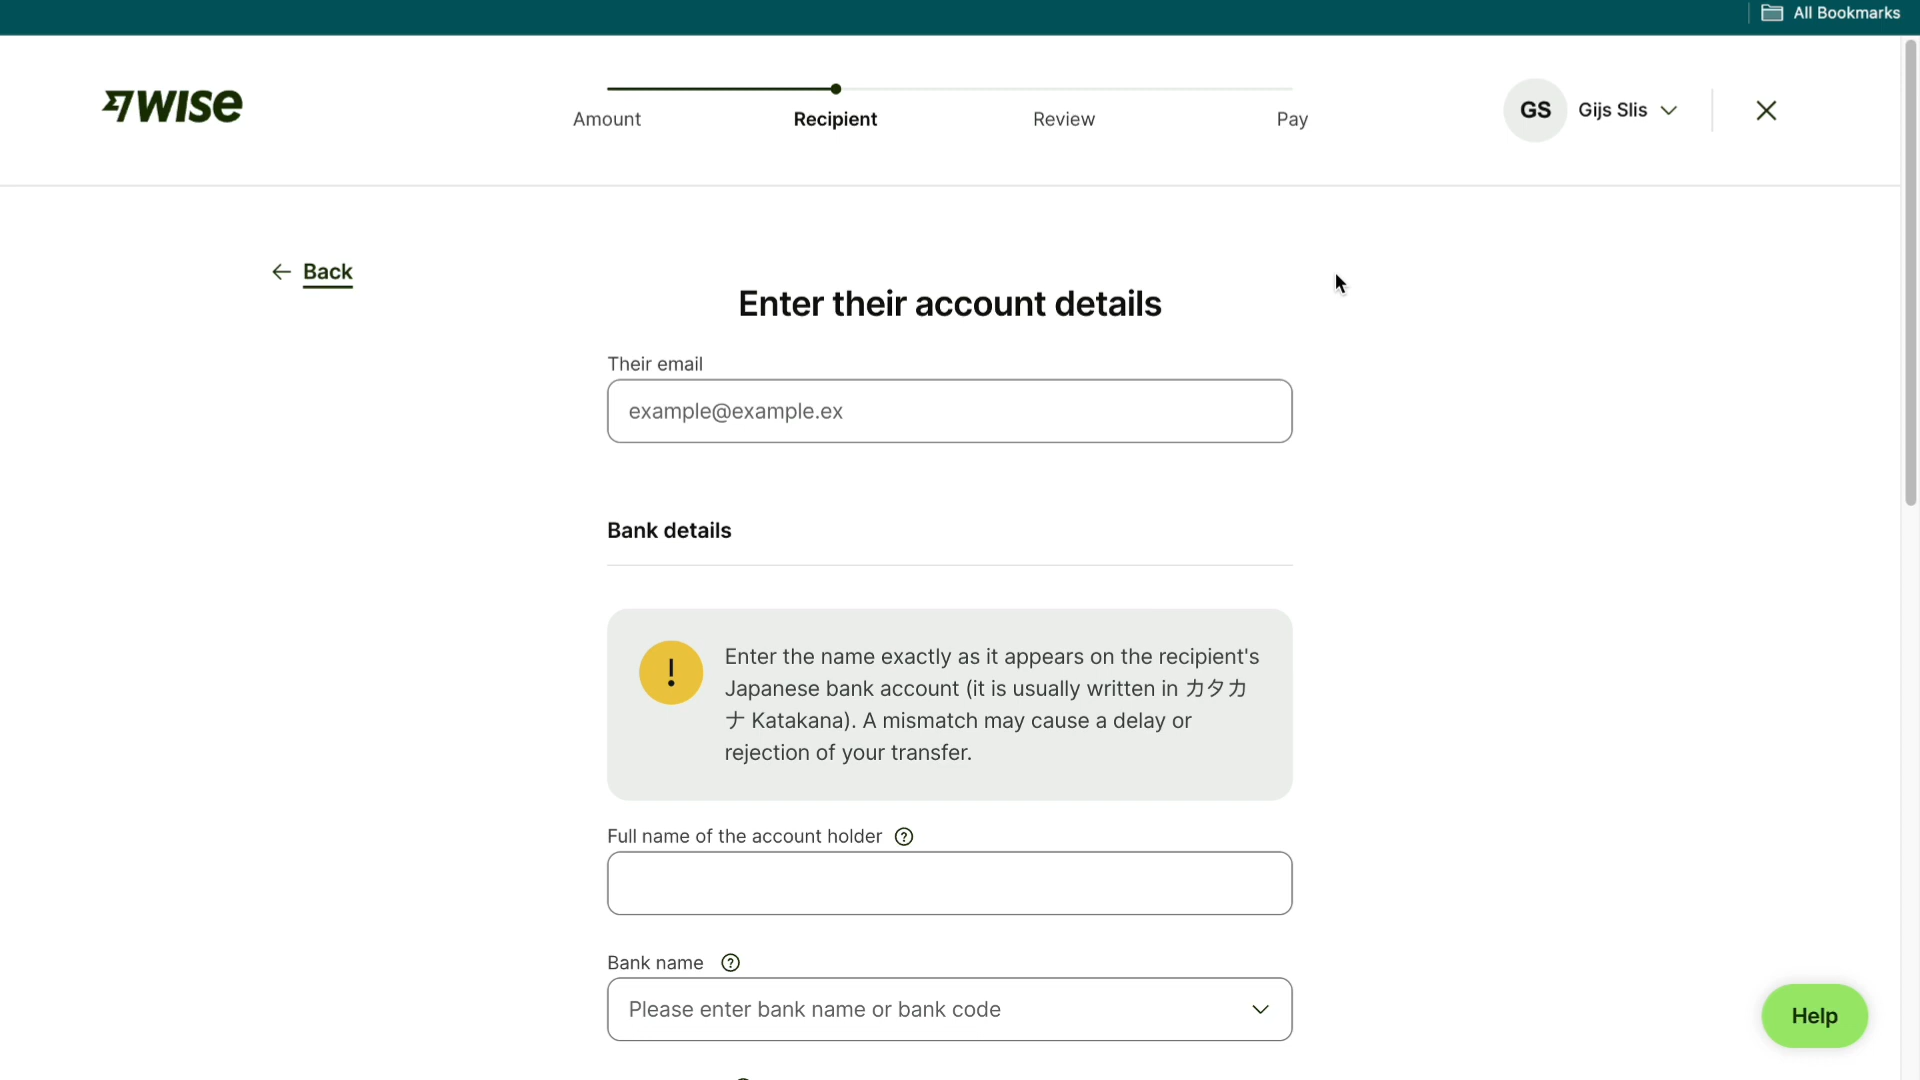 All Bookmarks
WISE
Amount
Recipient
Review
Pay
GS
Gijs Slis
Back
Enter their account details
Their email
example@example.ex
Bank details
!
Enter the name exactly as it appears on the recipient's
Japanese bank account (it is usually written in カタカ
ナ Katakana). A mismatch may cause a delay or
rejection of your transfer.
Full name of the account holder ?
Bank name ?
Please enter bank name or bank code
Help